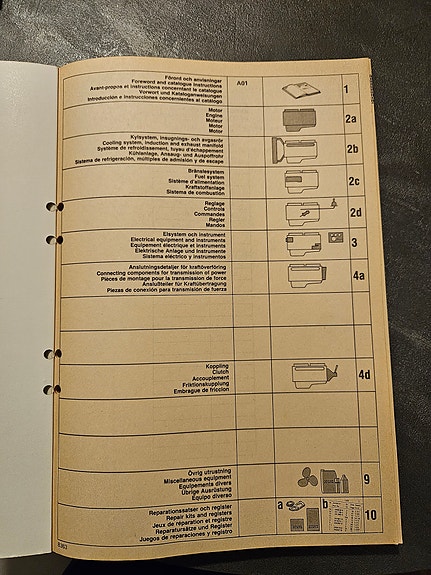 Förord och anvisningar
Foreword and catalogue instructions
Avant-propos et instructions concernant le catalogue
Vorwort und Kataloganweisungen
Introducción e instrucciones concernientes al catálogo
A01
1
Motor
Engine
Moteur
Motor
Motor
2a
Kylsystem, insugnings- och avgasrör
Cooling system, induction and exhaust manifold
Système de refroidissement, tuyau d'échappement
Kühlanlage, Ansaug- und Auspuffrohr
Sistema de refrigeración, múltiples de admisión y de escape
2b
Bränslesystem
Fuel system
Sistème d'alimentation
Kraftstoffanlage
Sistema de combustión
2c
Reglage
Controls
Commandes
Regler
Mandos
2d
Elsystem och instrument
Electrical equipment and instruments
Equipement électrique et instruments
Elektrische Anlage und Instrumente
Sistema eléctrico y instrumentos
3
Anslutningsdetaljer för kraftöverföring
Connecting components for transmission of power
Pièces de montage pour la transmission de force
Anslußteiler für Kraftübertragung
Piezas de conexión para transmisión de fuerza
4a
Koppling
Clutch
Accouplement
Friktionskupplung
Embrague de friccion
4d
Övrig utrustning
Miscellaneous equipment
Equipements divers
Übrige Ausrüstung
Equipo diverso
9
Reparationssatser och register
Repair kits and registers
Jeux de réparation et registre
Reparatursätze und Register
Juegos de reparaciones y registro
a
b
10